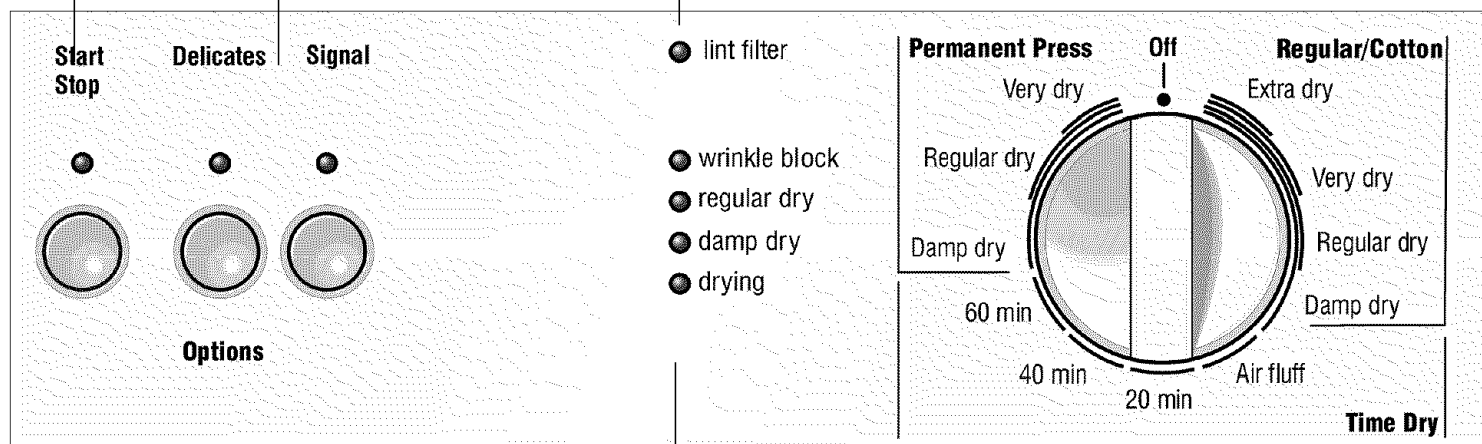 Start
Stop
Delicates
Signal
Options
lint filter
wrinkle block
regular dry
damp dry
drying
Permanent Press
Off
Regular/Cotton
Very dry
Extra dry
Regular dry
Very dry
Damp dry
Regular dry
60 min
Damp dry
40 min
20 min
Air fluff
Time Dry